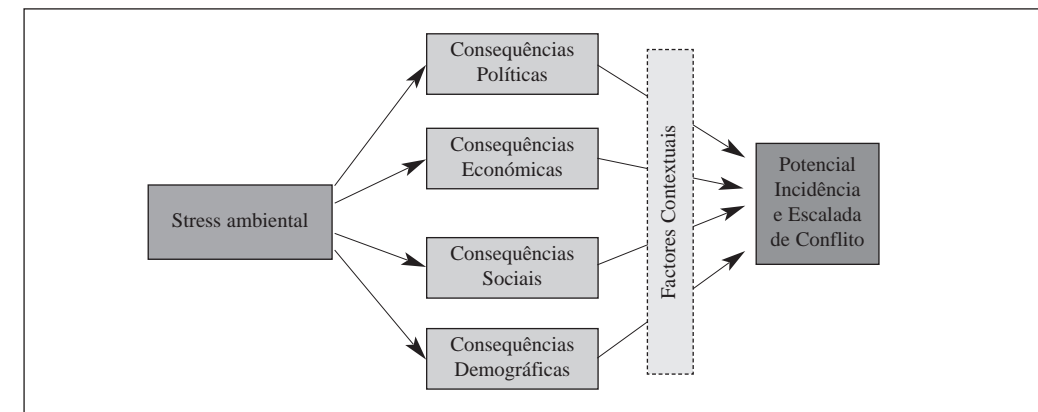 Consequências
Políticas
Consequências
Económicas
Stress ambiental
Consequências
Sociais
Consequências
Demográficas
Factores Contextuais
Potencial
Incidência
e Escalada
de Conflito